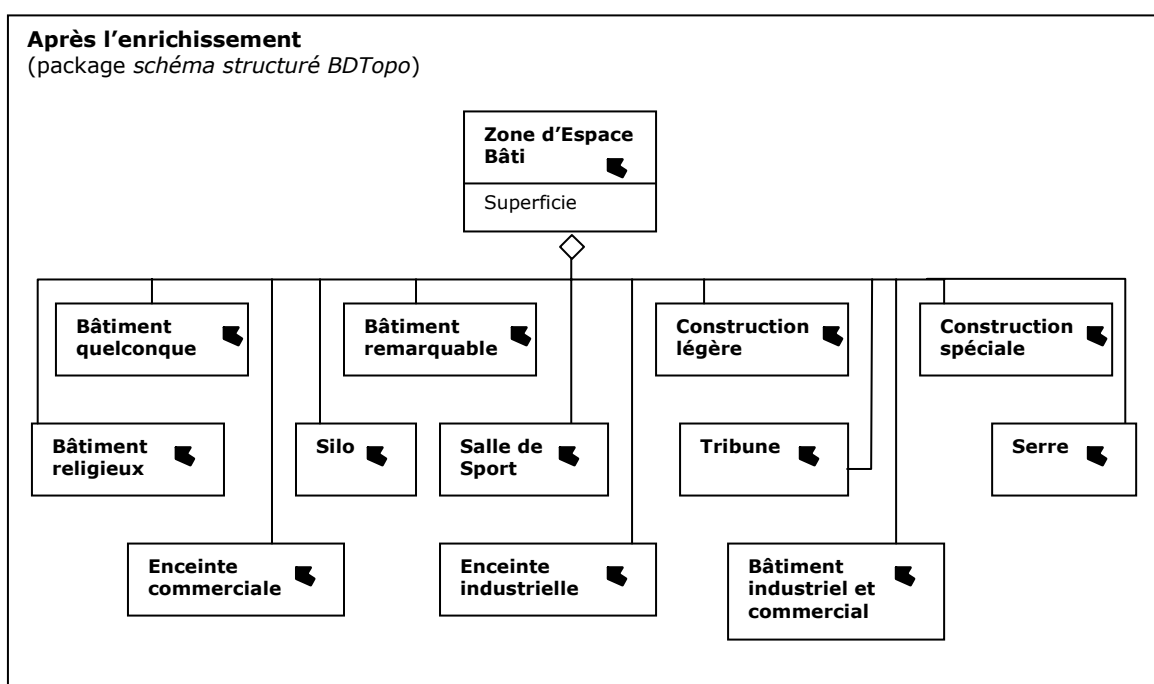 Après l'enrichissement
(package schéma structuré BDTopo)
Zone d'Espace
Bâti
Superficie
Bâtiment
quelconque
Bâtiment
remarquable
Construction
légère
Construction
spéciale
Bâtiment
religieux
Silo
Salle de
Sport
Tribune
Serre
Enceinte
commerciale
Enceinte
industrielle
Bâtiment
industriel et
commercial